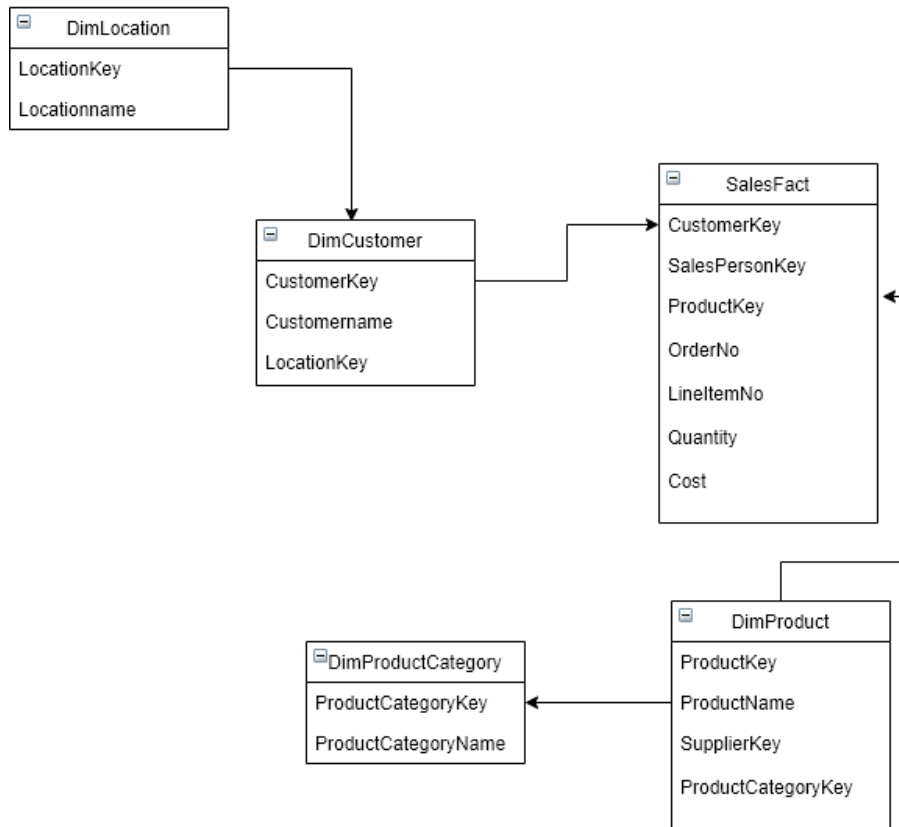 DimLocation
LocationKey
Locationname
DimCustomer
CustomerKey
Customername
LocationKey
SalesFact
CustomerKey
SalesPersonKey
ProductKey
OrderNo
LineItemNo
Quantity
Cost
DimProductCategory
ProductCategoryKey
ProductCategoryName
DimProduct
ProductKey
ProductName
SupplierKey
ProductCategoryKey